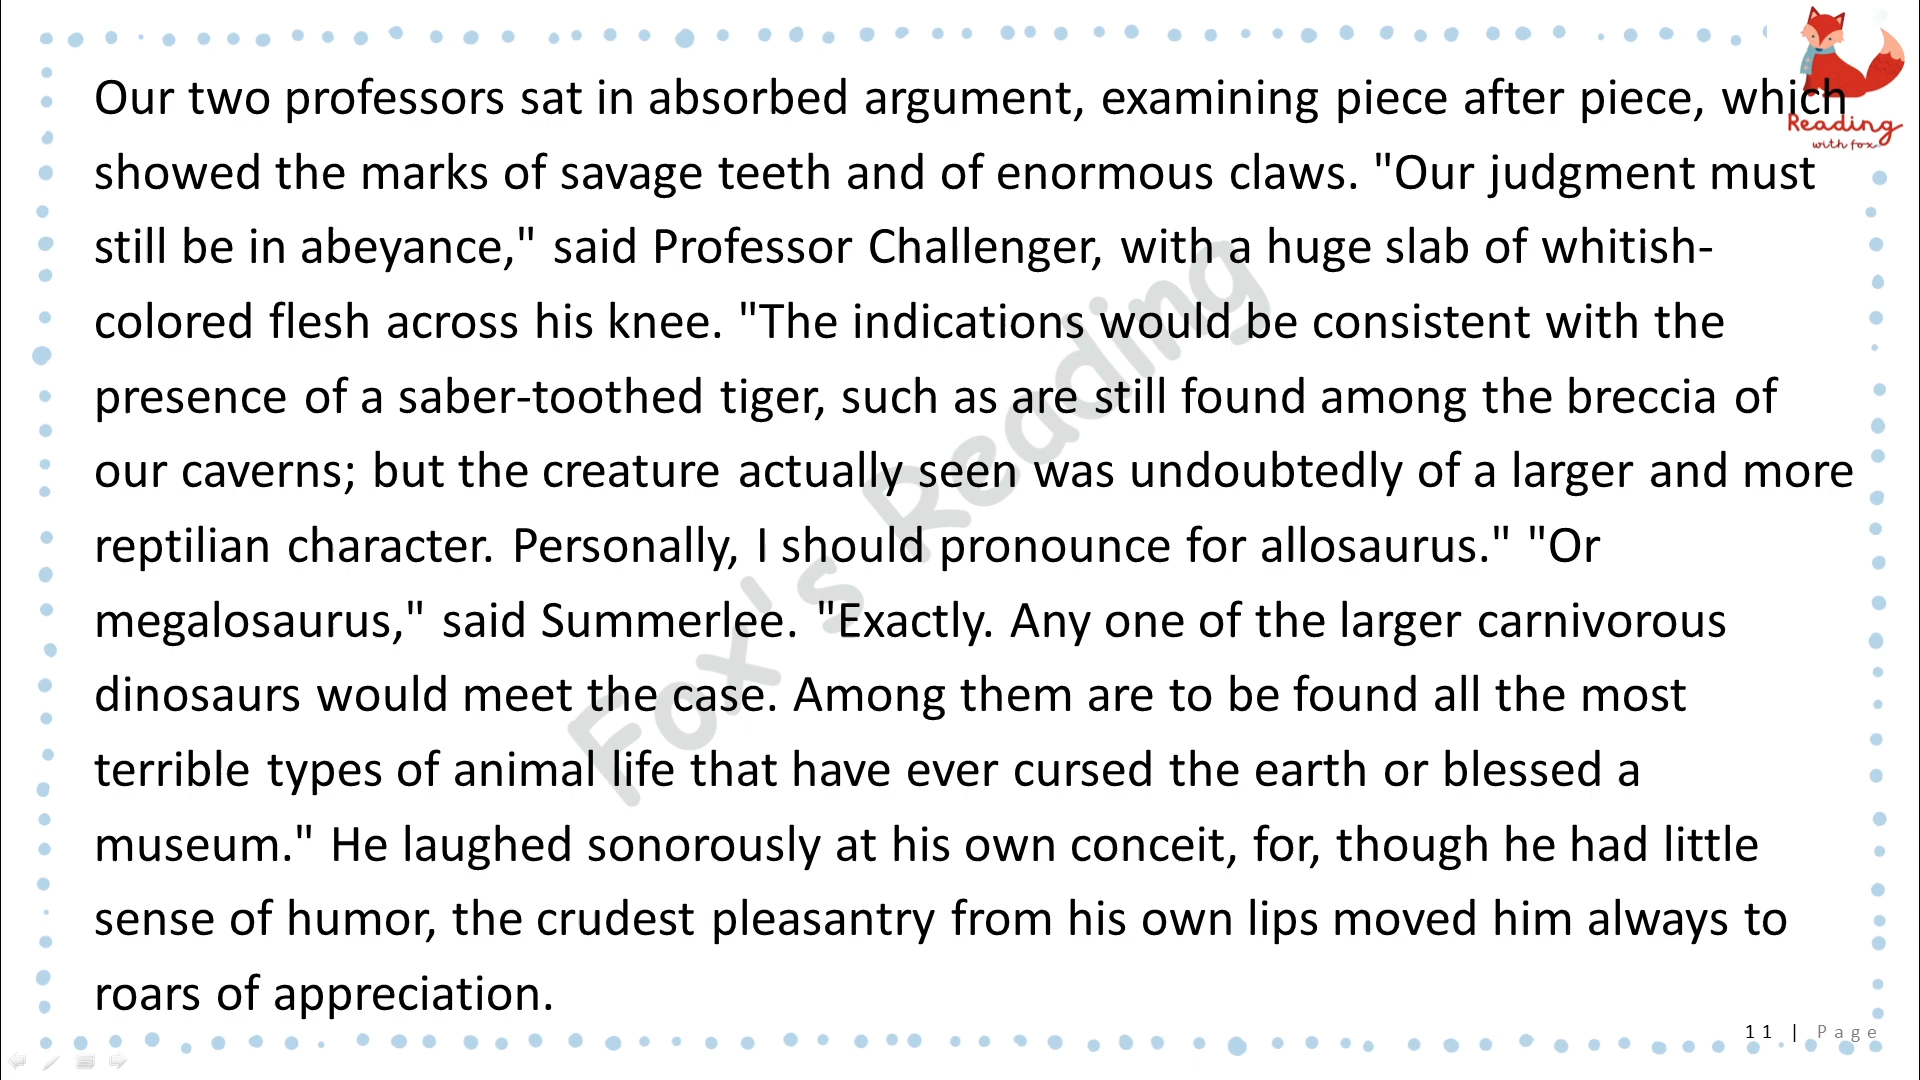 Our two professors sat in absorbed argument, examining piece after piece, which
showed the marks of savage teeth and of enormous claws. "Our judgment must
still be in abeyance," said Professor Challenger, with a huge slab of whitish-
colored flesh across his knee. "The indications would be consistent with the
presence of a saber-toothed tiger, such as are still found among the breccia of
our caverns; but the creature actually seen was undoubtedly of a larger and more
reptilian character. Personally, I should pronounce for allosaurus." "Or
megalosaurus," said Summerlee. "Exactly. Any one of the larger carnivorous
dinosaurs would meet the case. Among them are to be found all the most
terrible types of animal life that have ever cursed the earth or blessed a
museum." He laughed sonorously at his own conceit, for, though he had little
sense of humor, the crudest pleasantry from his own lips moved him always to
roars of appreciation.
Reading
with fox
Fox's Reading
11 | Page